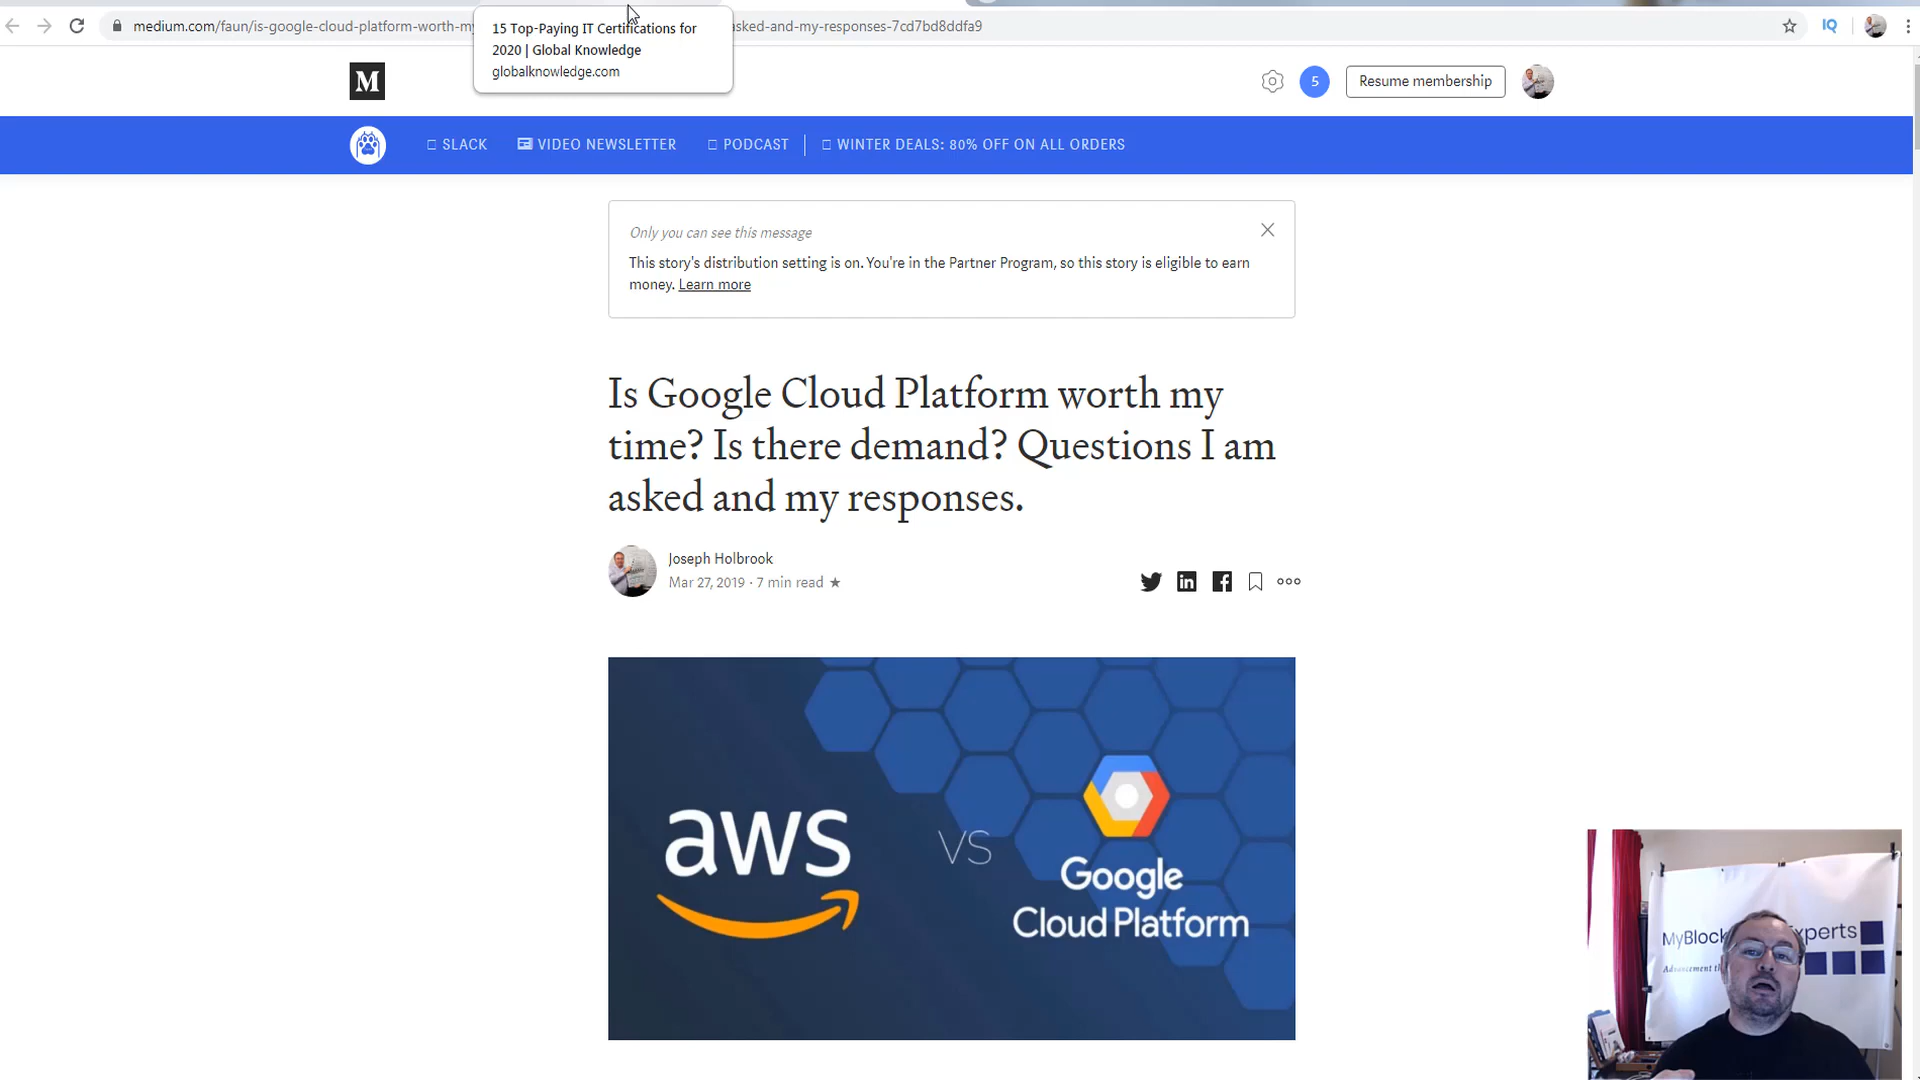 medium.com/faun/is-google-cloud-platform-worth-my
asked-and-my-responses-7cd7bd8ddfa9
IQ
15 Top-Paying IT Certifications for
2020 | Global Knowledge
globalknowledge.com
M
5
Resume membership
SLACK
VIDEO NEWSLETTER
PODCAST
WINTER DEALS: 80% OFF ON ALL ORDERS
Only you can see this message
This story's distribution setting is on. You're in the Partner Program, so this story is eligible to earn
money. Learn more
Is Google Cloud Platform worth my
time? Is there demand? Questions I am
asked and my responses.
Joseph Holbrook
Mar 27, 2019 · 7 min read ★
aws
VS
Google
Cloud Platform
MyBlock
xperts
Advancement th